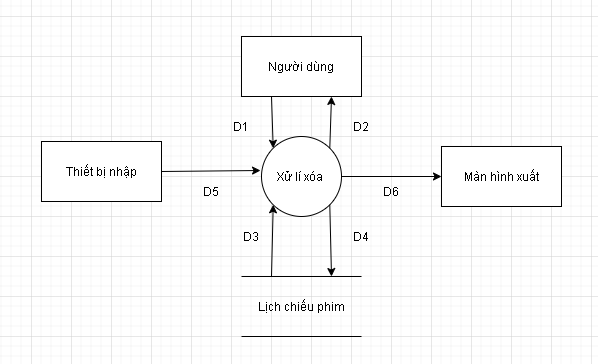 Người dùng
D1
D2
Thiết bị nhập
Xử lí xóa
Màn hình xuất
D5
D6
D3
D4
Lịch chiếu phim